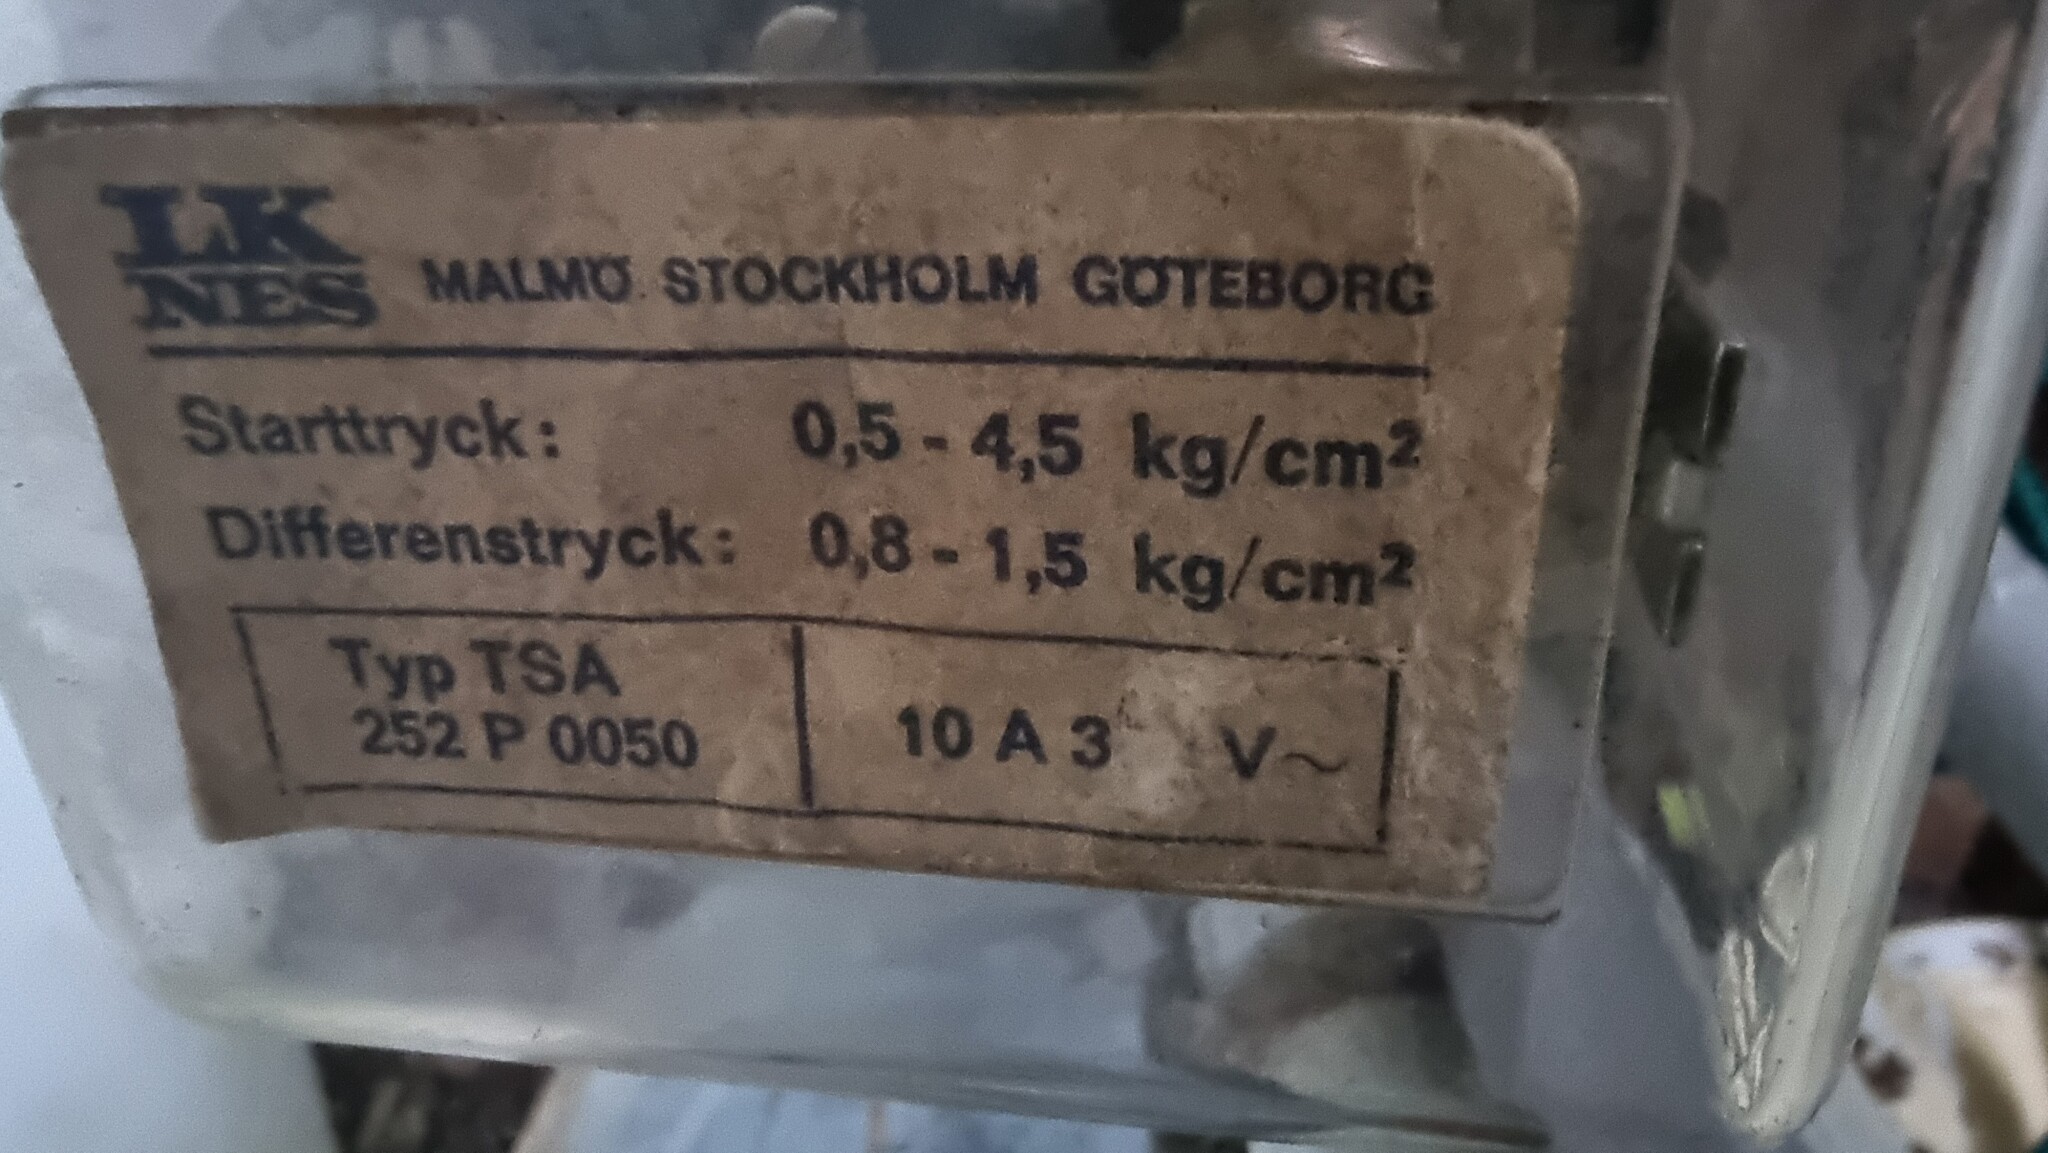 LK
NES
MALMÖ STOCKHOLM GÖTEBORG
Starttryck: 0,5 - 4,5 kg/cm²
Differenstryck: 0,8 - 1,5 kg/cm²
Typ TSA
252 P 0050
10 A 3 V~